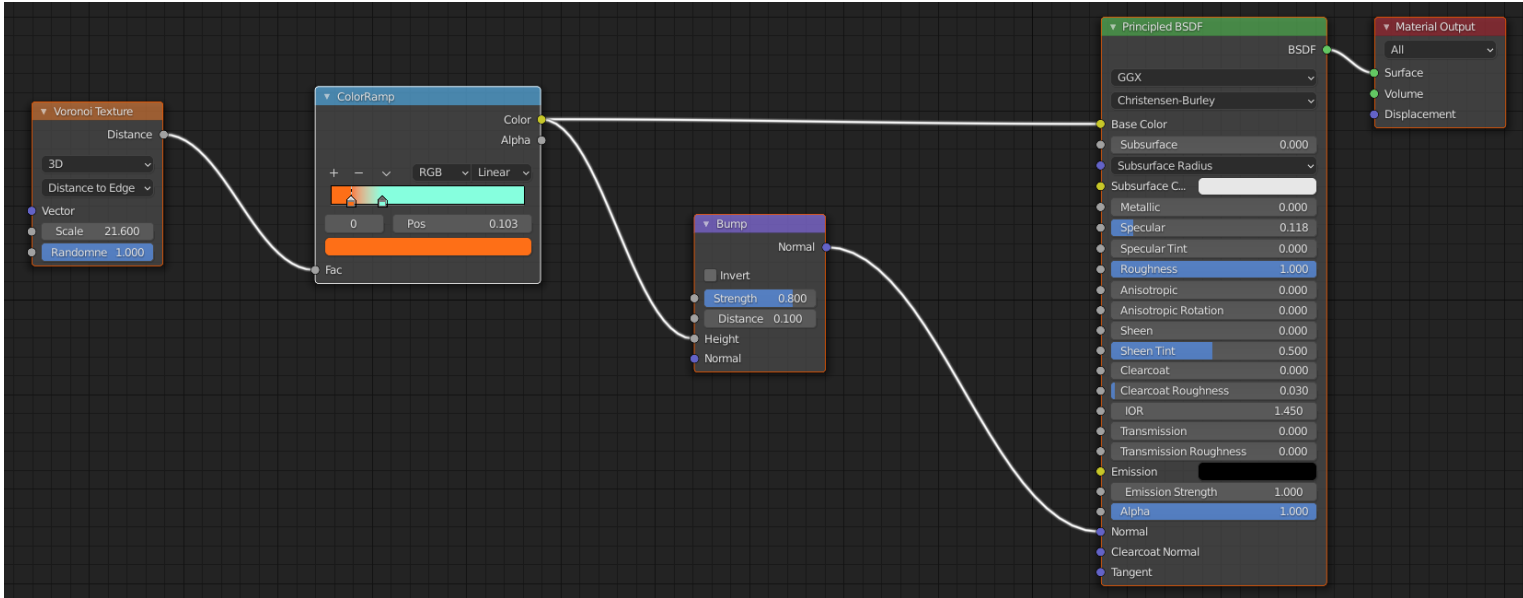 Voronoi Texture
Distance
3D
Distance to Edge
Vector
Scale 21.600
Randomne 1.000
ColorRamp
Color
Alpha
RGB Linear
0 Pos 0.103
Fac
Bump
Normal
Invert
Strength 0.800
Distance 0.100
Height
Normal
Principled BSDF
BSDF
GGX
Christensen-Burley
Base Color
Subsurface 0.000
Subsurface Radius
Subsurface C...
Metallic 0.000
Specular 0.118
Specular Tint 0.000
Roughness 1.000
Anisotropic 0.000
Anisotropic Rotation 0.000
Sheen 0.000
Sheen Tint 0.500
Clearcoat 0.000
Clearcoat Roughness 0.030
IOR 1.450
Transmission 0.000
Transmission Roughness 0.000
Emission
Emission Strength 1.000
Alpha 1.000
Normal
Clearcoat Normal
Tangent
Material Output
All
Surface
Volume
Displacement